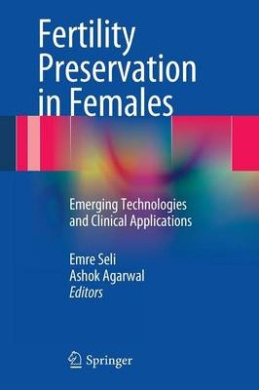 Fertility
Preservation
in Females
Emerging Technologies
and Clinical Applications
Emre Seli
Ashok Agarwal
Editors
Springer